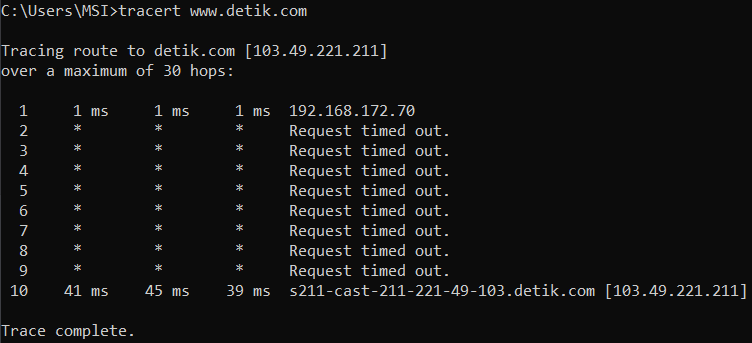 C:\Users\MSI>tracert www.detik.com
Tracing route to detik.com [103.49.221.211]
over a maximum of 30 hops:
1 1 ms 1 ms 1 ms 192.168.172.70
2 * * * Request timed out.
3 * * * Request timed out.
4 * * * Request timed out.
5 * * * Request timed out.
6 * * * Request timed out.
7 * * * Request timed out.
8 * * * Request timed out.
9 * * * Request timed out.
10 41 ms 45 ms 39 ms s211-cast-211-221-49-103.detik.com [103.49.221.211]
Trace complete.